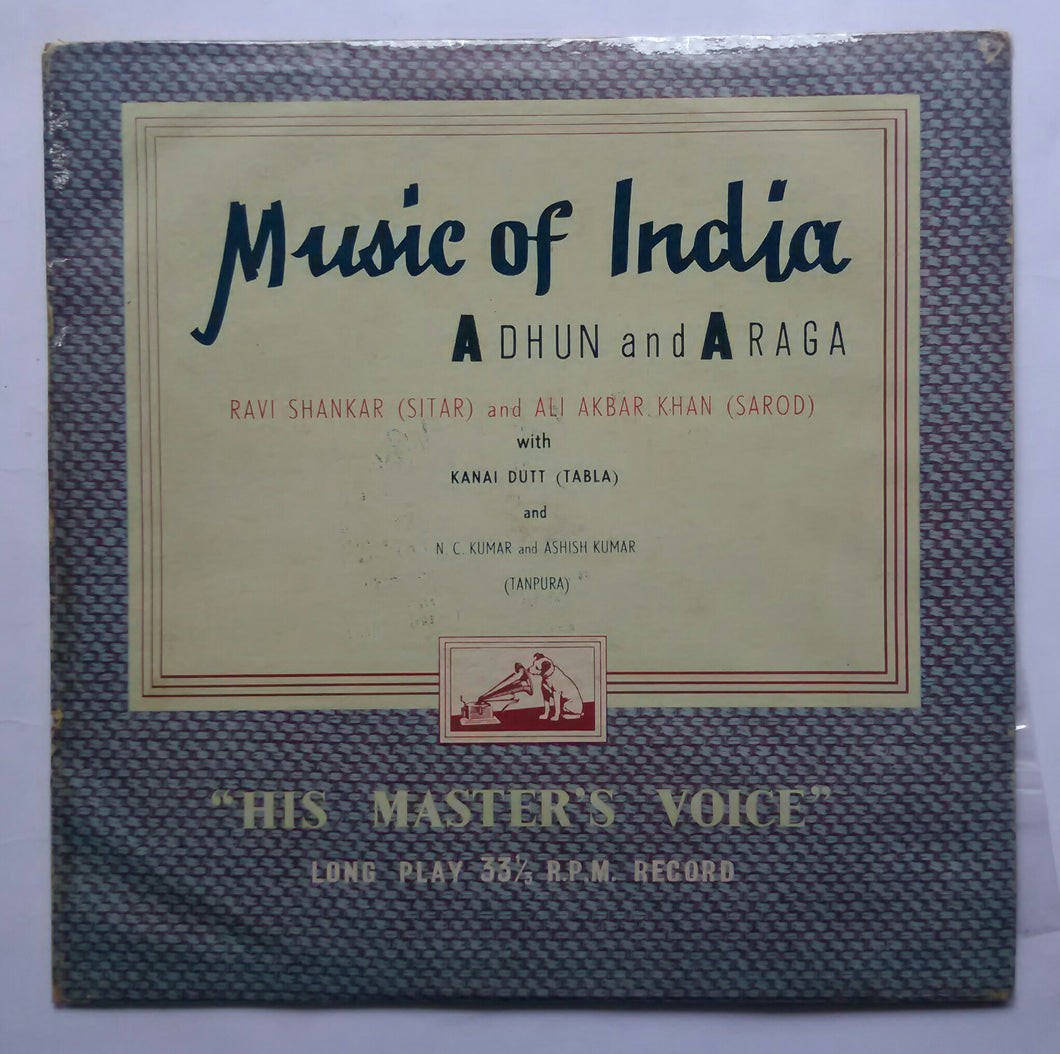 Music of India
A DHUN and A RAGA
RAVI SHANKAR (SITAR) and ALI AKBAR KHAN (SAROD)
with
KANAI DUTT (TABLA)
and
N. C. KUMAR and ASHISH KUMAR
(TANPURA)
"HIS MASTER'S VOICE"
LONG PLAY 33⅓ R.P.M. RECORD